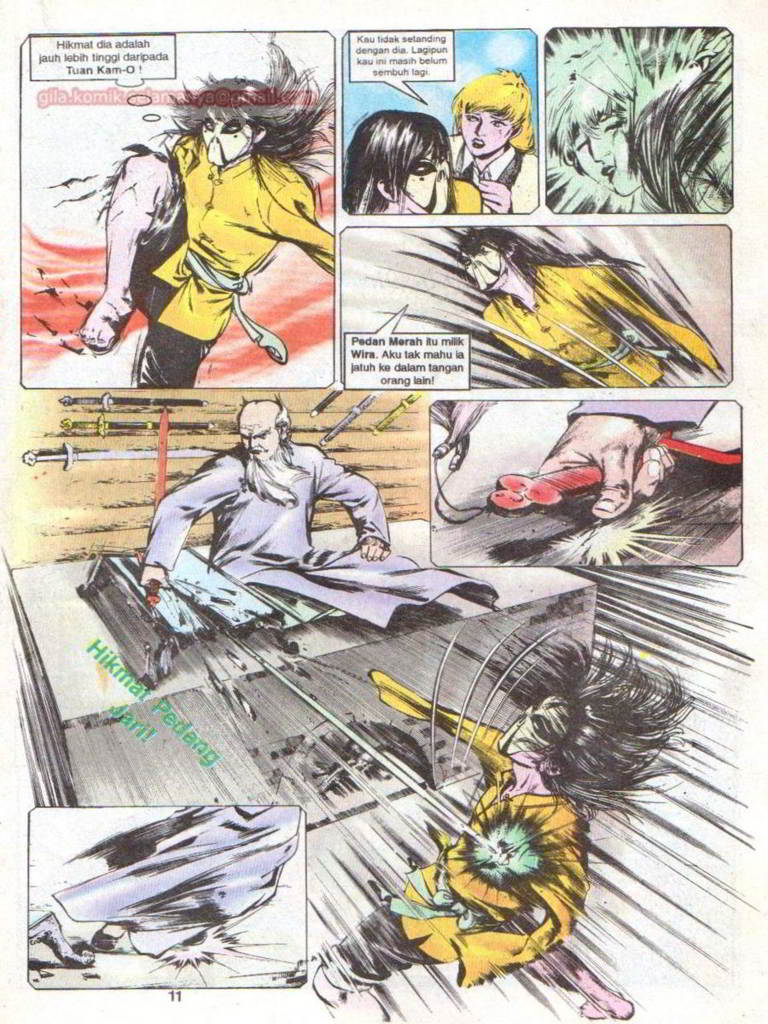 Hikmat dia adalah
jauh lebih tinggi daripada
Tuan Kam-O !
gila.komik.selamanya@gmail.com
Kau tidak setanding
dengan dia. Lagipun
kau ini masih belum
sembuh lagi.
Pedan Merah itu milik
Wira. Aku tak mahu ia
jatuh ke dalam tangan
orang lain!
Hikmat Pedang
Jari!
11